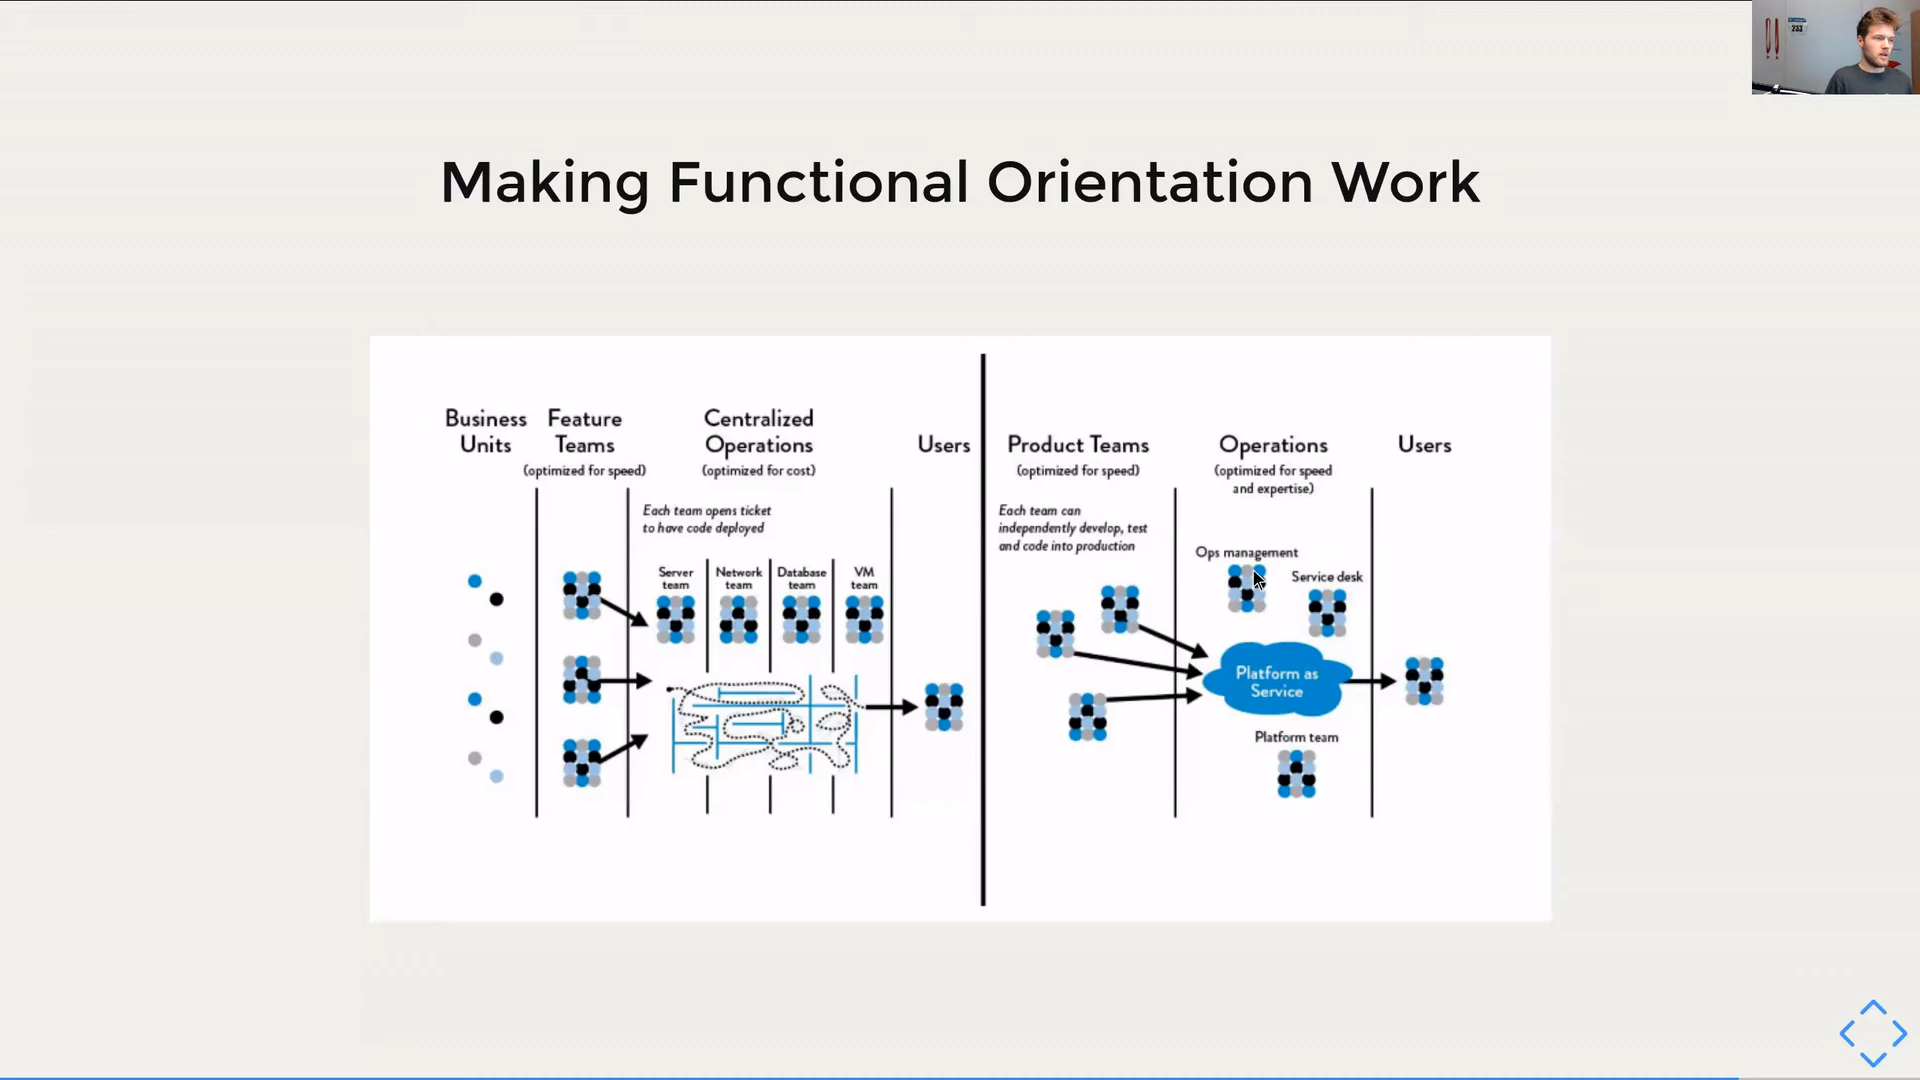 233
Making Functional Orientation Work
Business
Units
Feature
Teams
(optimized for speed)
Centralized
Operations
(optimized for cost)
Users
Each team opens ticket
to have code deployed
Server
team
Network
team
Database
team
VM
team
Product Teams
(optimized for speed)
Operations
(optimized for speed
and expertise)
Users
Each team can
independently develop, test
and code into production
Ops management
Service desk
Platform as
Service
Platform team